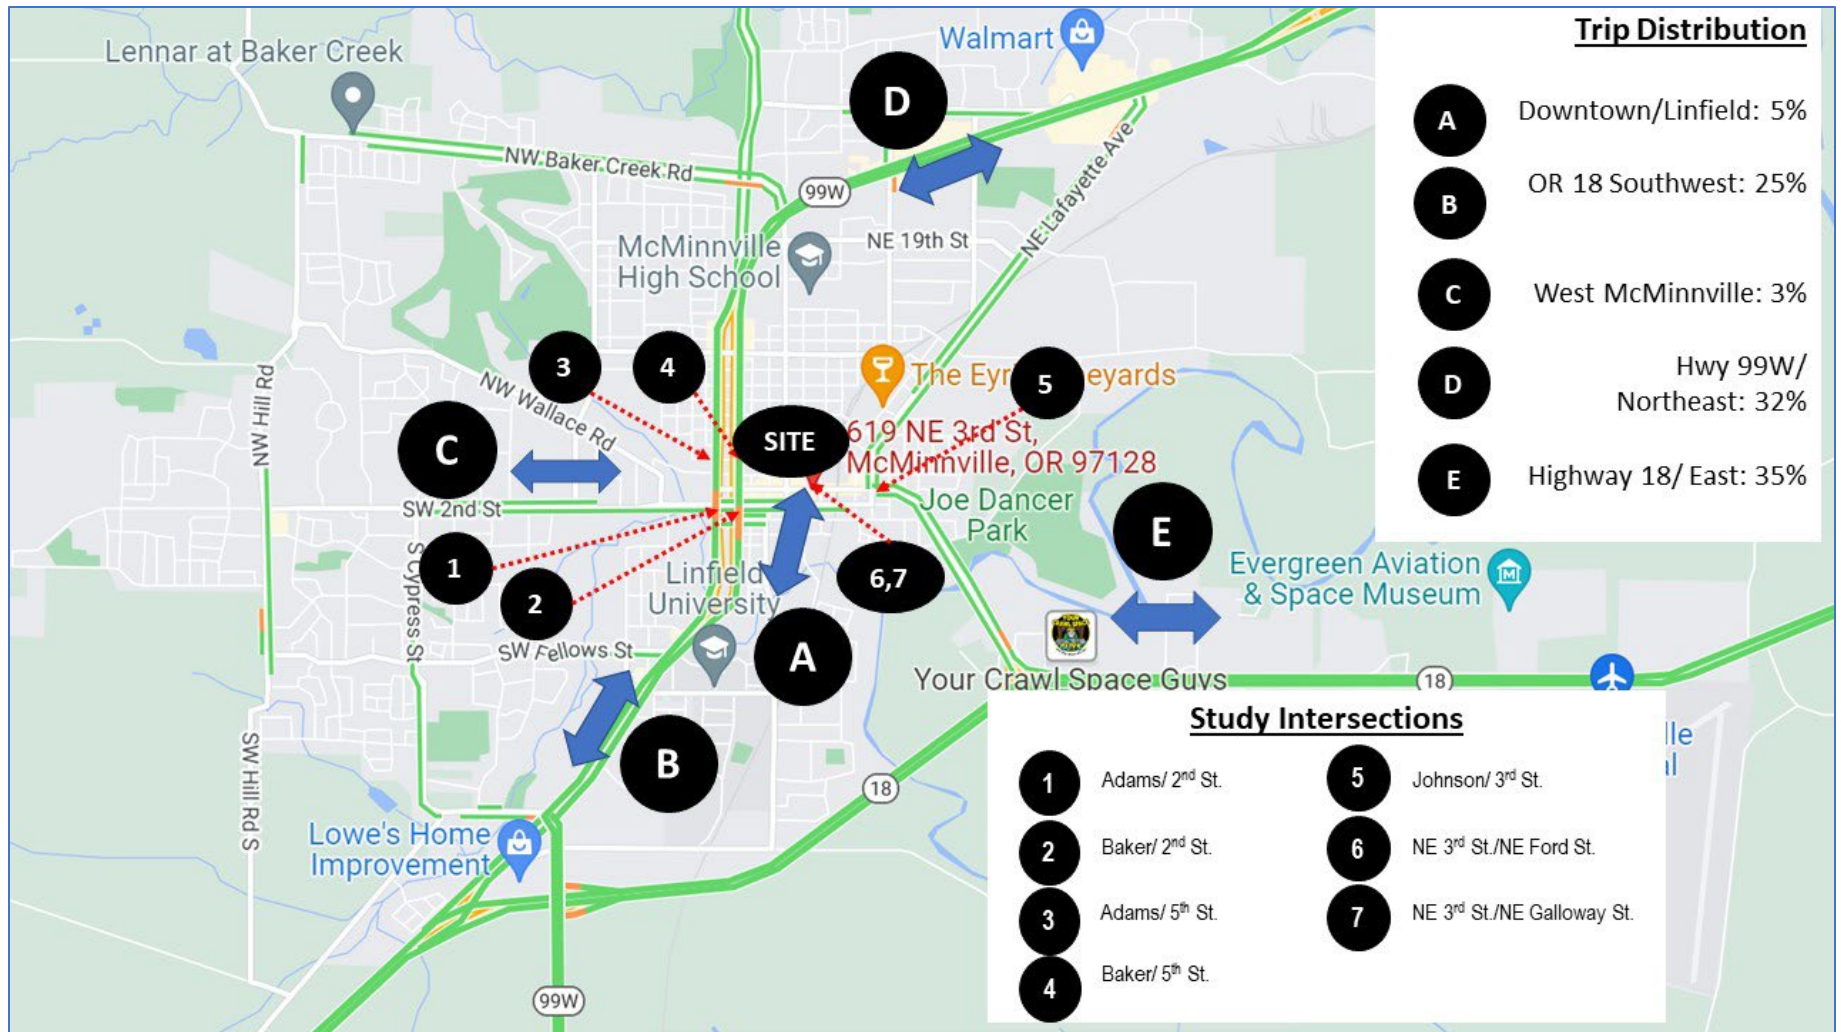 Lennar at Baker Creek
Walmart
D
NW Baker Creek Rd
99W
NE Lafayette Ave
McMinnville
High School
NE 19th St
NW Hill Rd
NW Wallace Rd
3
4
5
The Eyri eyards
C
SITE
619 NE 3rd St,
McMinnville, OR 97128
SW 2nd St
Joe Dancer
Park
E
S Cypress St
1
2
6,7
Linfield
University
Evergreen Aviation
& Space Museum
SW Fellows St
A
Your Crawl Space Guys
18
B
SW Hill Rd S
18
Lowe's Home
Improvement
99W
Trip Distribution
A Downtown/Linfield: 5%
B OR 18 Southwest: 25%
C West McMinnville: 3%
D Hwy 99W/
Northeast: 32%
E Highway 18/ East: 35%
Study Intersections
1 Adams/ 2nd St.
2 Baker/ 2nd St.
3 Adams/ 5th St.
4 Baker/ 5th St.
5 Johnson/ 3rd St.
6 NE 3rd St./NE Ford St.
7 NE 3rd St./NE Galloway St.